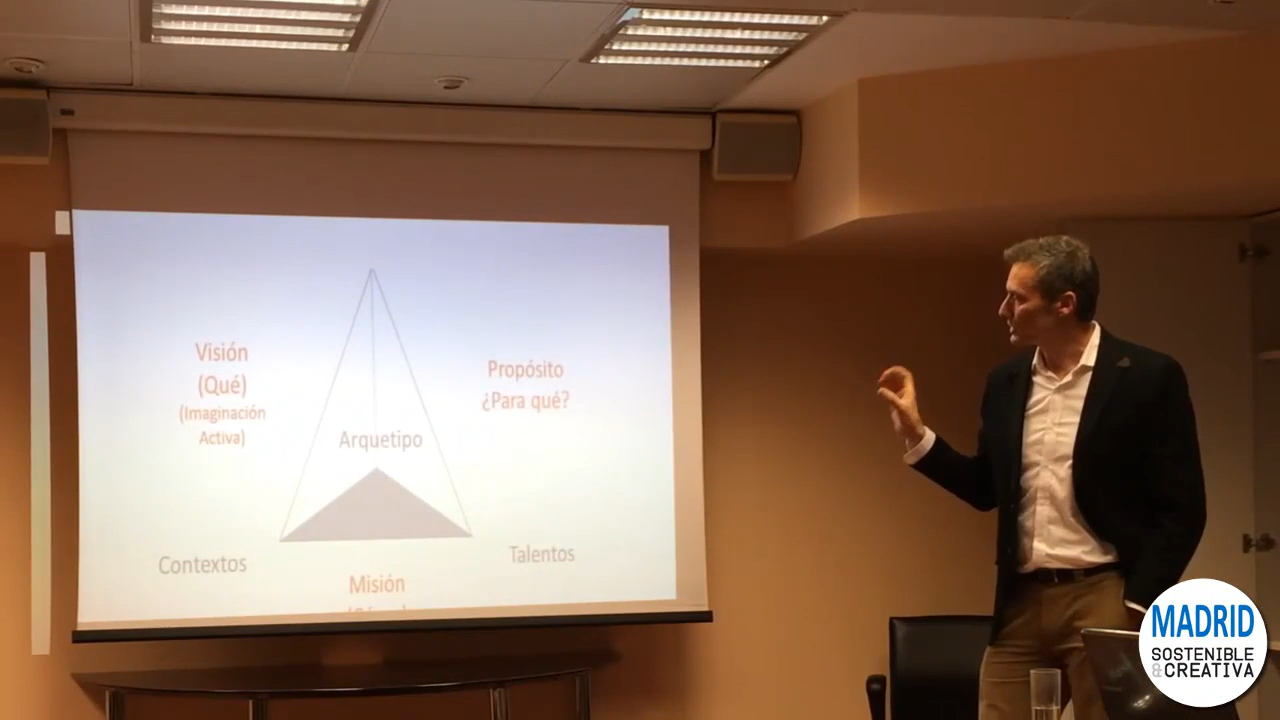 Visión
(Qué)
(Imaginación
Activa)
Propósito
¿Para qué?
Arquetipo
Contextos
Talentos
Misión
MADRID
SOSTENIBLE
&CREATIVA